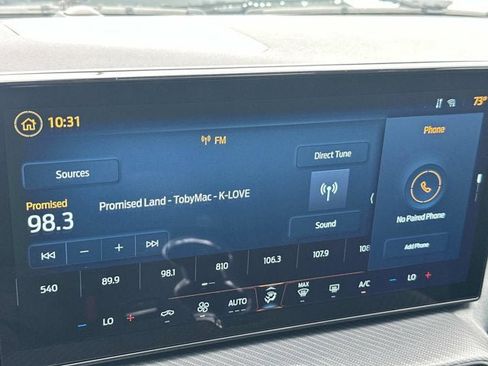 10:31
73°
FM
Phone
Direct Tune
Sources
Promised
98.3
Promised Land - TobyMac - K-LOVE
Sound
No Paired Phone
Add Phone
540 89.9 98.1 810 106.3 107.9 108
LO AUTO MAX A/C LO